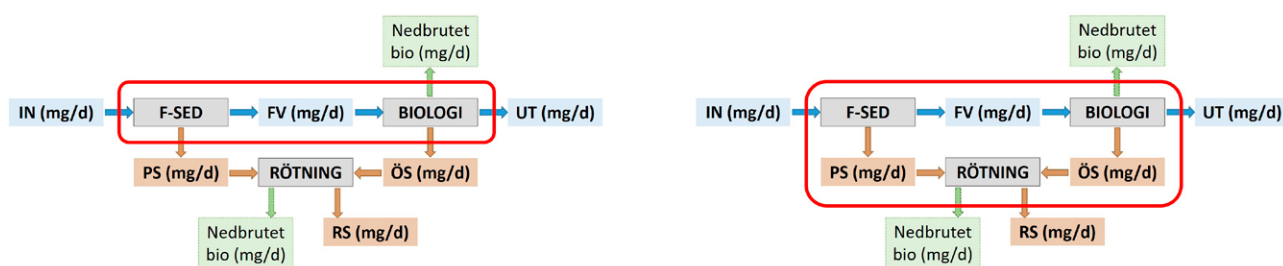 Nedbrutet
bio (mg/d)
IN (mg/d)
F-SED
FV (mg/d)
BIOLOGI
UT (mg/d)
PS (mg/d)
RÖTNING
ÖS (mg/d)
Nedbrutet
bio (mg/d)
RS (mg/d)
Nedbrutet
bio (mg/d)
IN (mg/d)
F-SED
FV (mg/d)
BIOLOGI
UT (mg/d)
PS (mg/d)
RÖTNING
ÖS (mg/d)
Nedbrutet
bio (mg/d)
RS (mg/d)